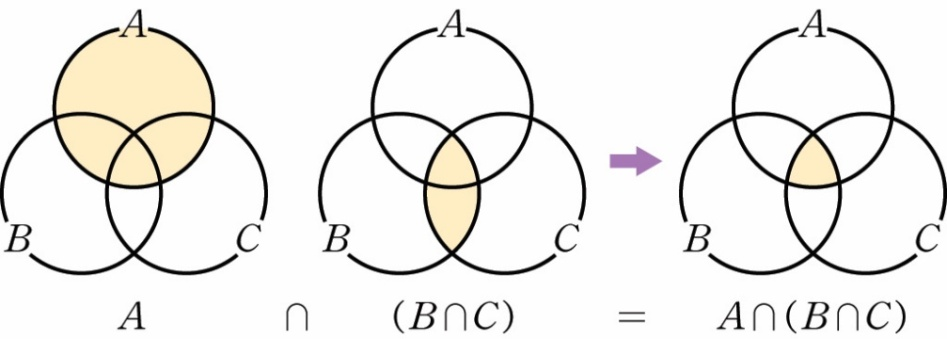 A A A
B C B C B C
A ∩ (B∩C) = A∩(B∩C)